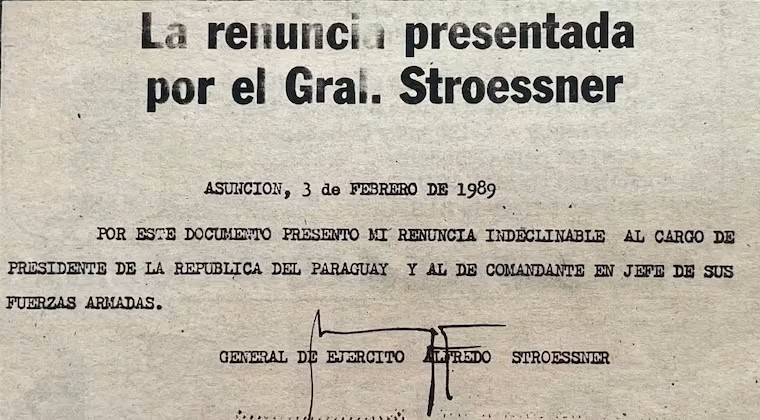 La renuncia presentada
por el Gral. Stroessner
ASUNCION, 3 de FEBRERO DE 1989
POR ESTE DOCUMENTO PRESENTO MI RENUNCIA INDECLINABLE AL CARGO DE
PRESIDENTE DE LA REPUBLICA DEL PARAGUAY Y AL DE COMANDANTE EN JEFE DE SUS
FUERZAS ARMADAS.
GENERAL DE EJERCITO ALFREDO STROESSNER